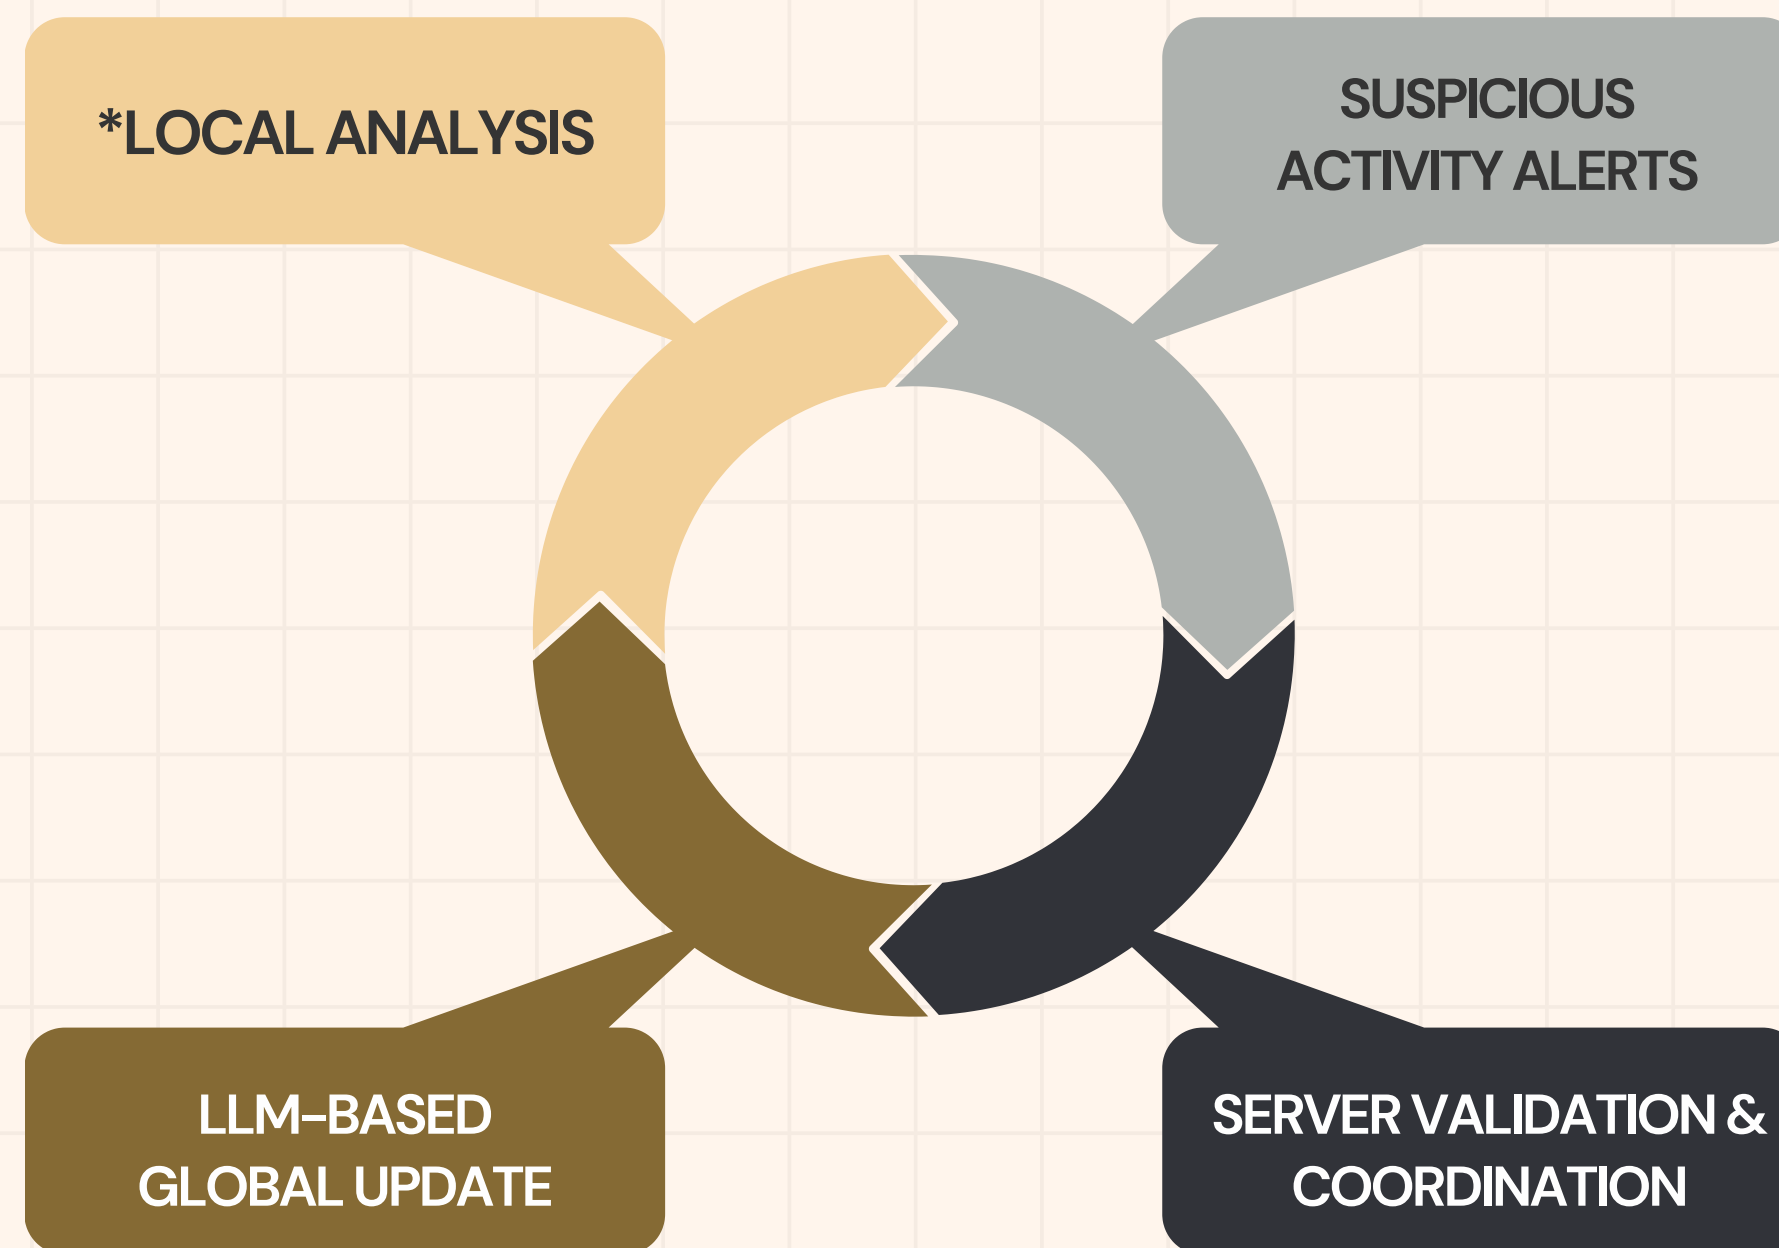 *LOCAL ANALYSIS
SUSPICIOUS
ACTIVITY ALERTS
LLM-BASED
GLOBAL UPDATE
SERVER VALIDATION &
COORDINATION